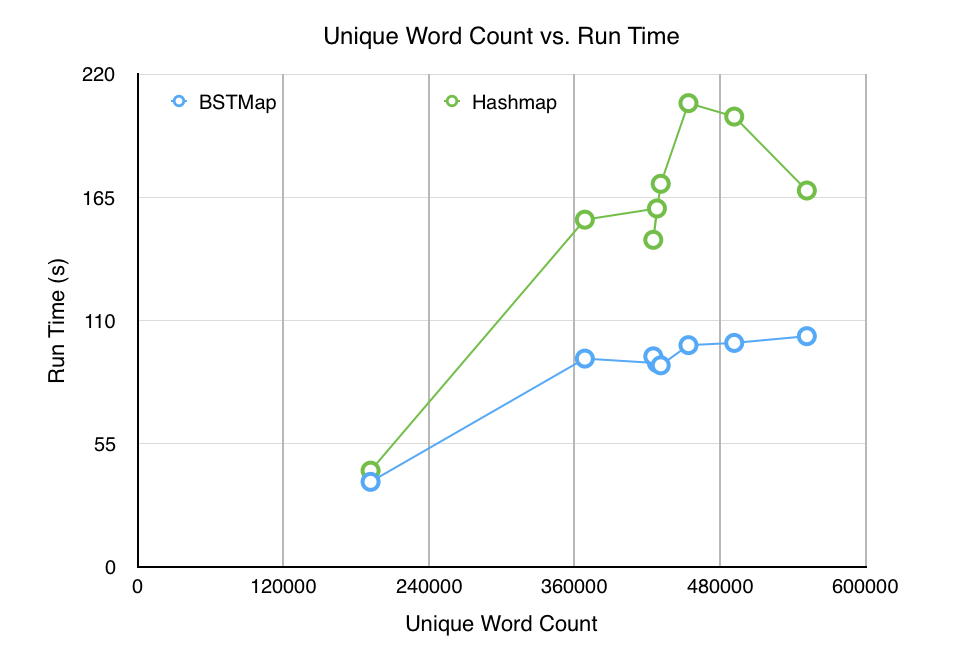 Unique Word Count vs. Run Time
220
BSTMap
Hashmap
165
110
55
0
Run Time (s)
0 120000 240000 360000 480000 600000
Unique Word Count